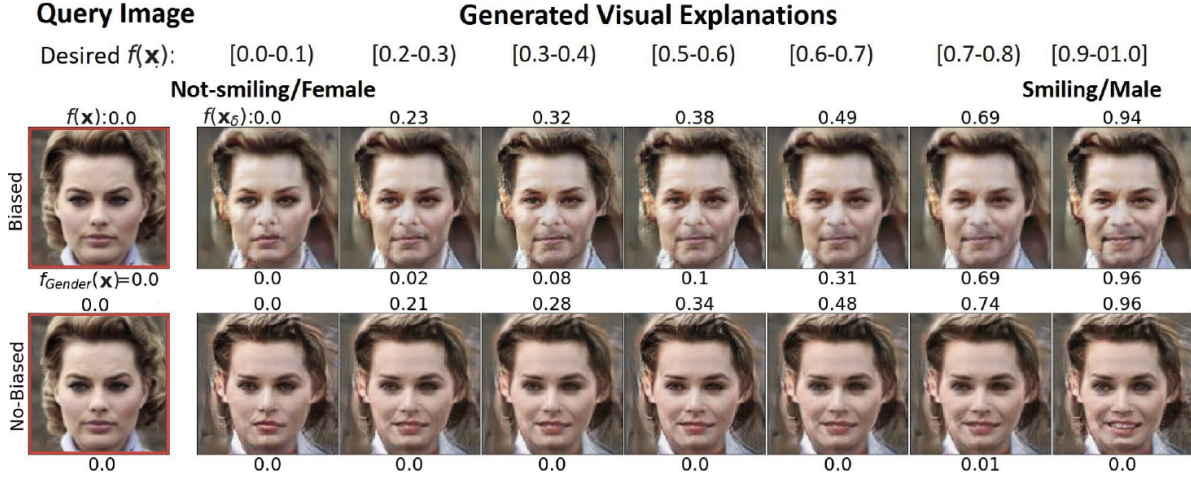 Query Image Generated Visual Explanations
Desired f(x): [0.0-0.1) [0.2-0.3) [0.3-0.4) [0.5-0.6) [0.6-0.7) [0.7-0.8) [0.9-01.0]
Not-smiling/Female Smiling/Male
f(x):0.0 f(xδ):0.0 0.23 0.32 0.38 0.49 0.69 0.94
Biased
fGender(x)=0.0 0.0 0.02 0.08 0.1 0.31 0.69 0.96
0.0 0.0 0.21 0.28 0.34 0.48 0.74 0.96
No-Biased
0.0 0.0 0.0 0.0 0.0 0.0 0.01 0.0